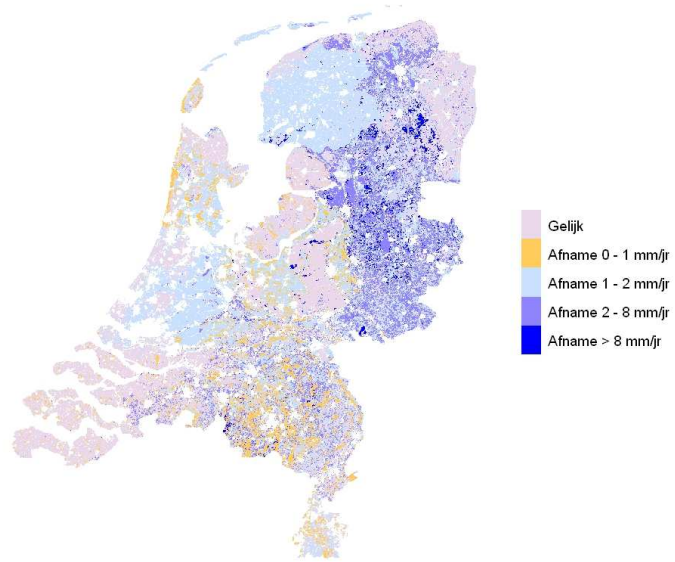 Gelijk
Afname 0 - 1 mm/jr
Afname 1 - 2 mm/jr
Afname 2 - 8 mm/jr
Afname > 8 mm/jr